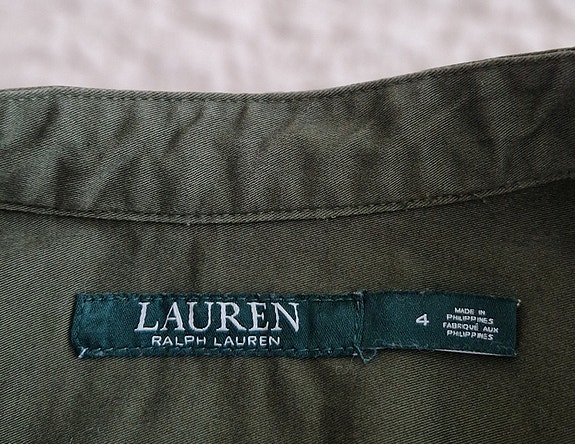 LAUREN
RALPH LAUREN
4
MADE IN
PHILIPPINES
FABRIQUÉ AUX
PHILIPPINES